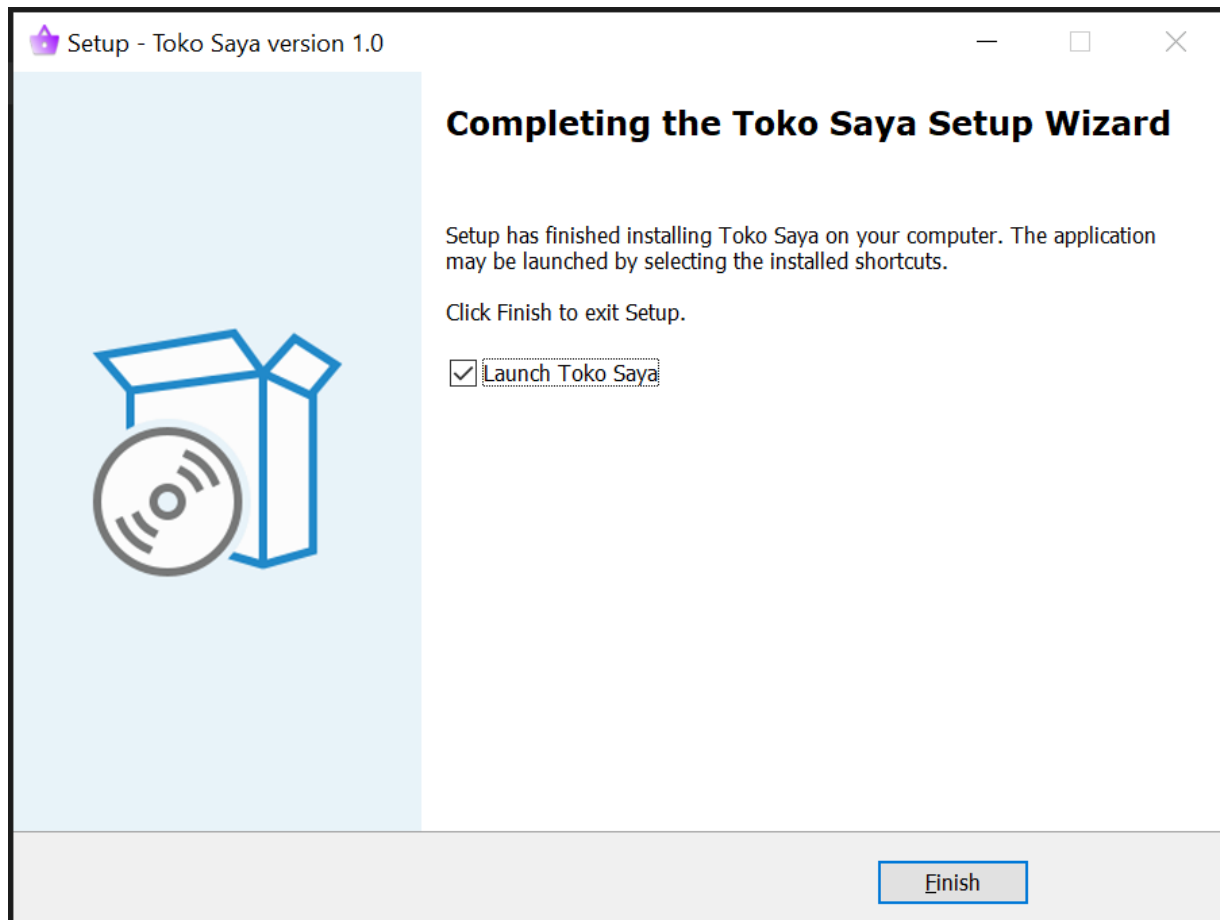 Setup - Toko Saya version 1.0
Completing the Toko Saya Setup Wizard
Setup has finished installing Toko Saya on your computer. The application
may be launched by selecting the installed shortcuts.
Click Finish to exit Setup.
Launch Toko Saya
Finish